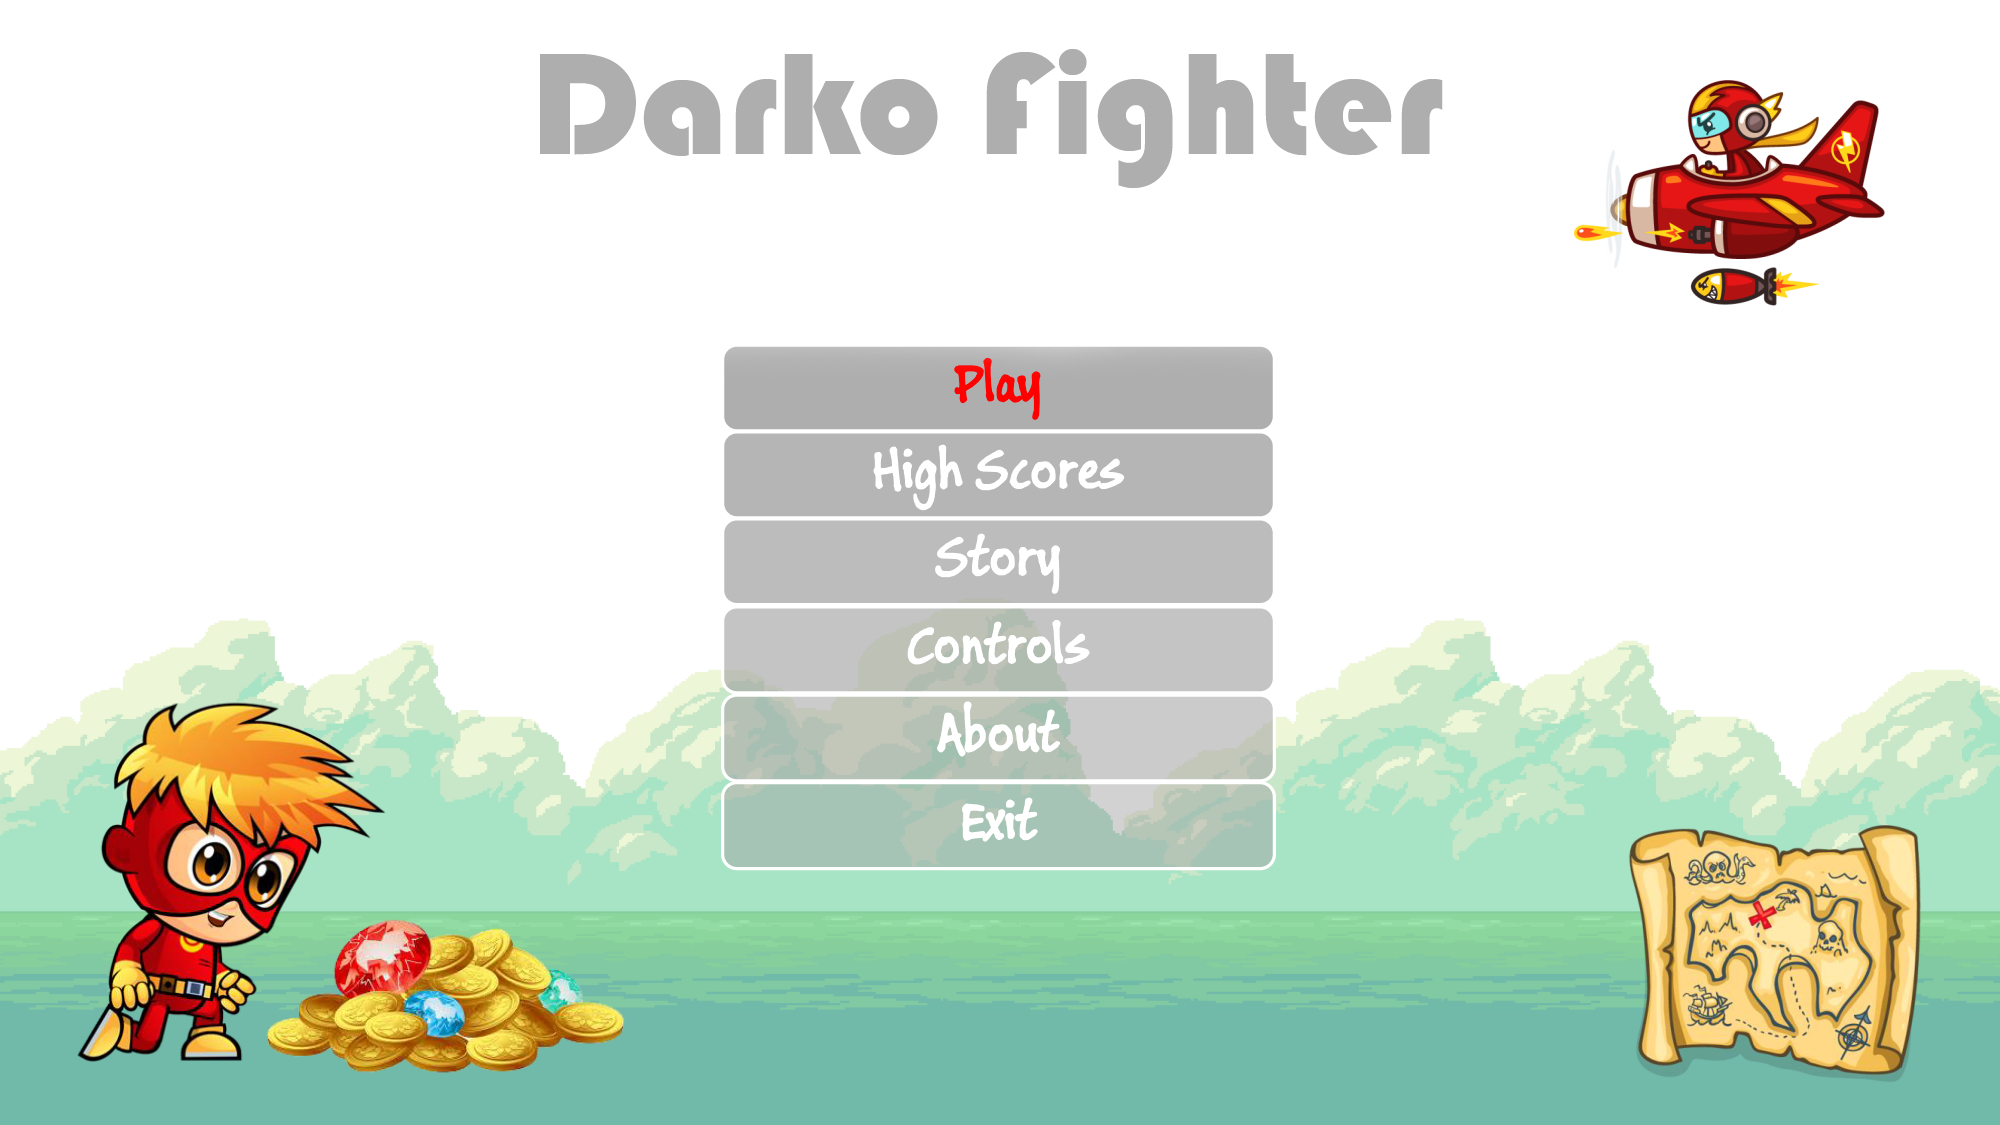 Darko Fighter
Play
High Scores
Story
Controls
About
Exit